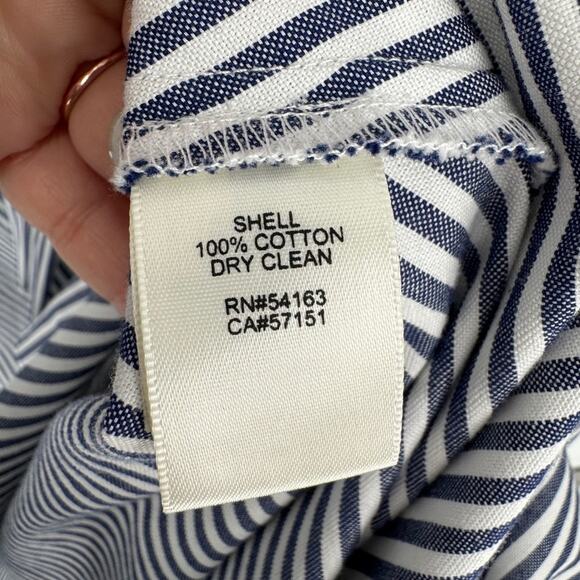 SHELL
100% COTTON
DRY CLEAN
RN#54163
CA#57151